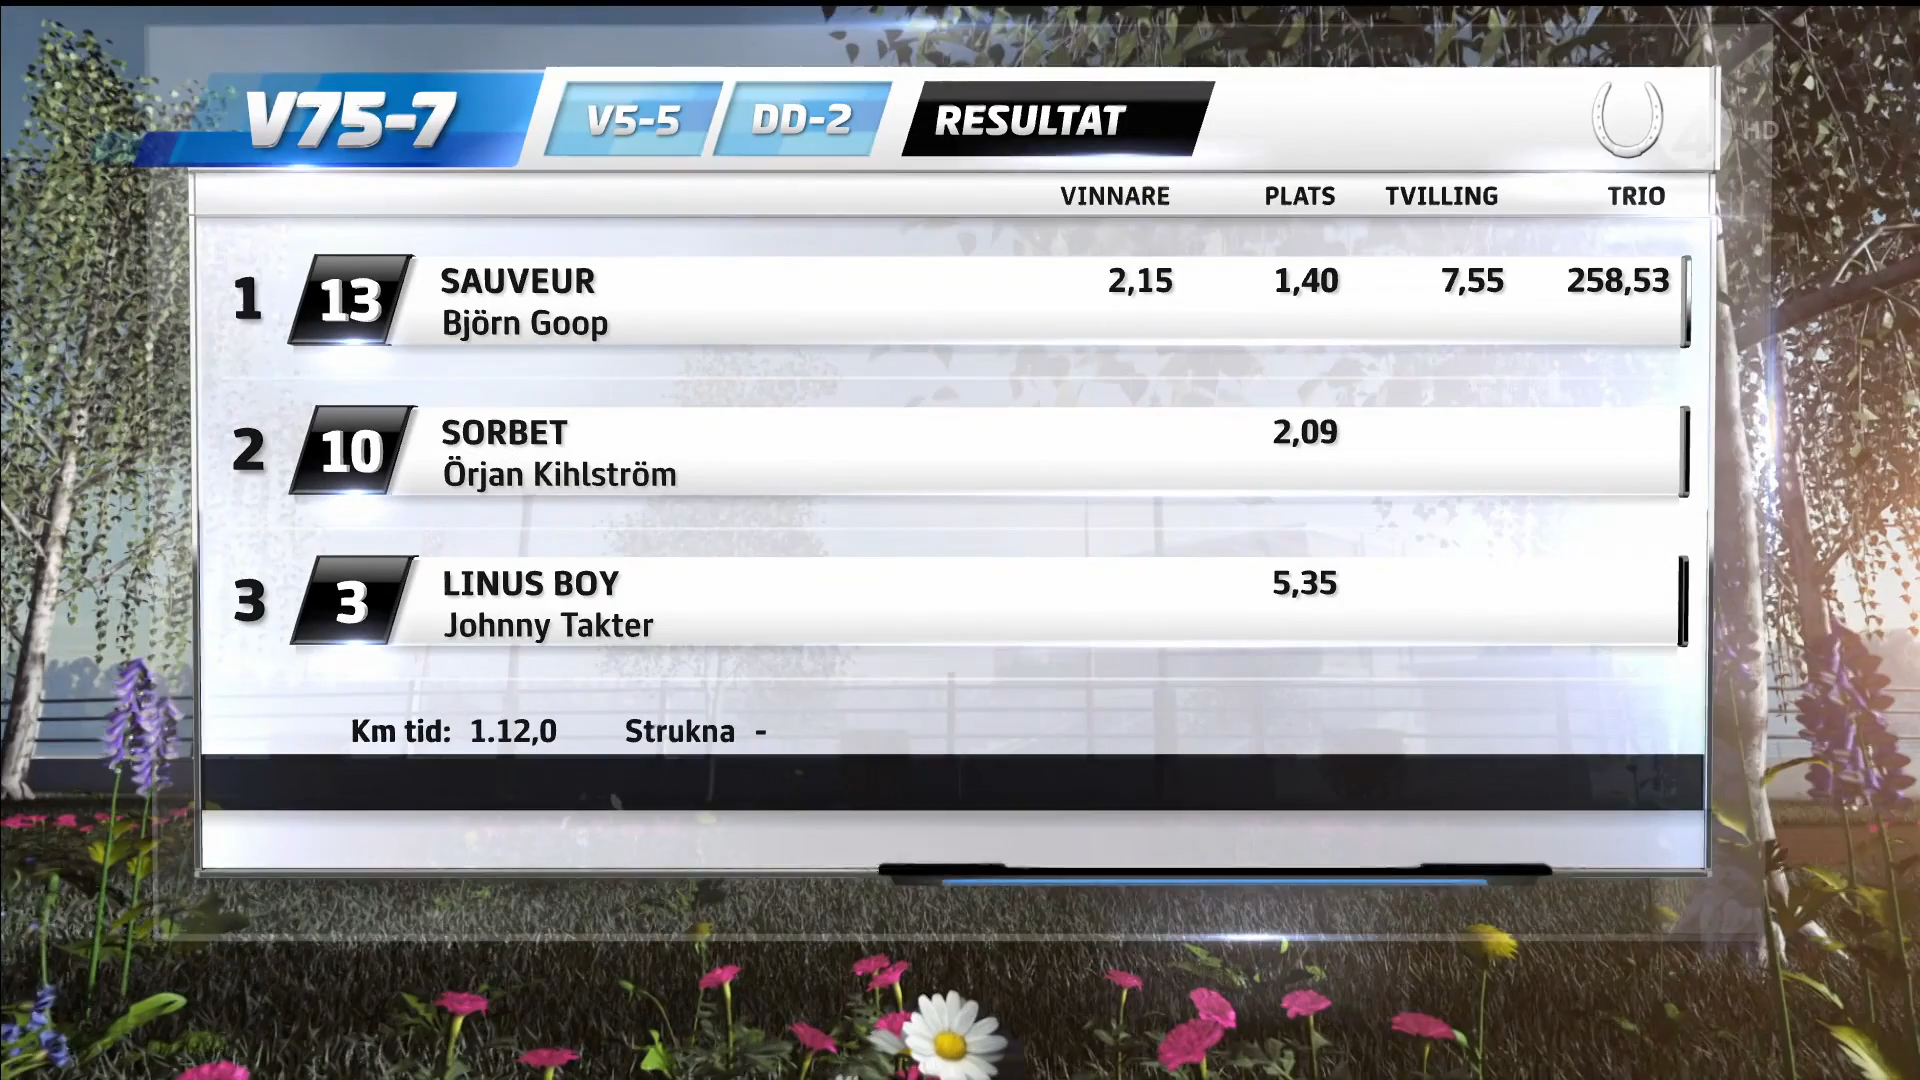 V75-7 V5-5 DD-2 RESULTAT
4 HD
VINNARE PLATS TVILLING TRIO
1 13 SAUVEUR 2,15 1,40 7,55 258,53
Björn Goop
2 10 SORBET 2,09
Örjan Kihlström
3 3 LINUS BOY 5,35
Johnny Takter
Km tid: 1.12,0 Strukna -